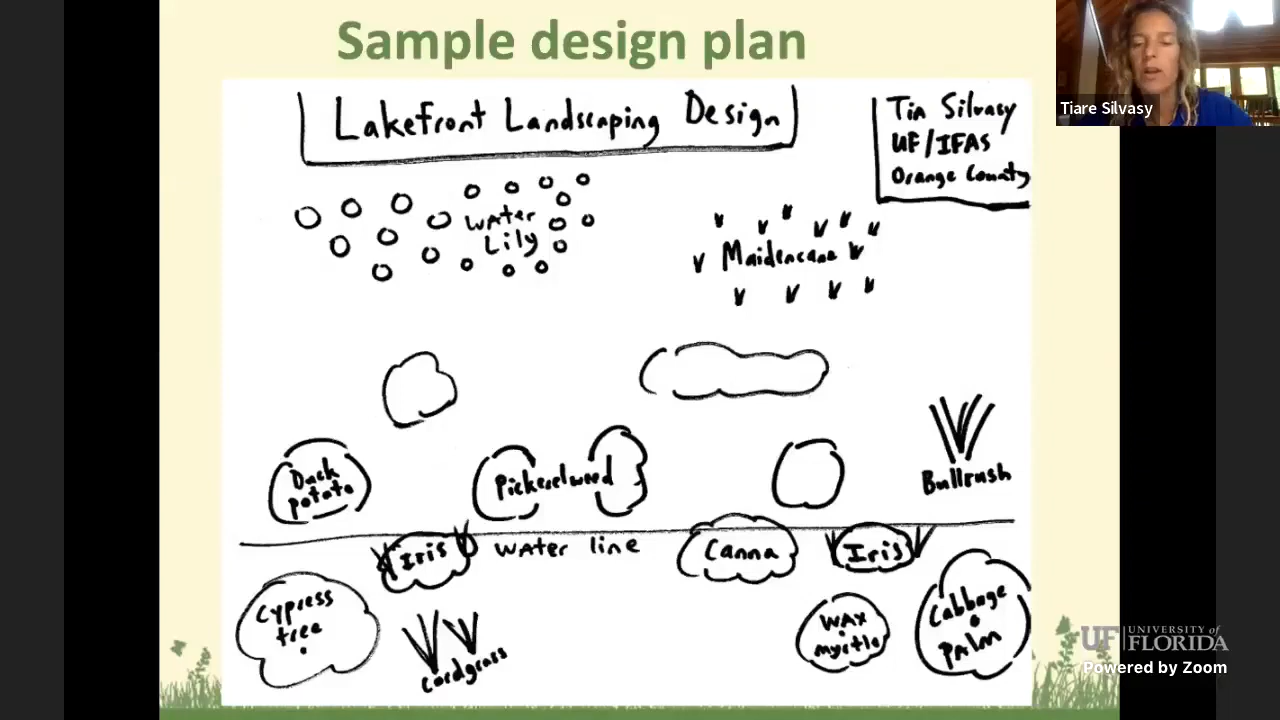 Sample design plan
Tiare Silvasy
Lakefront Landscaping Design
Tia Silvasy
UF/IFAS
Orange County
Water
Lily
Maidencane
Duck
potato
Pickerelweed
Bullrush
Iris
water line
Canna
Iris
Cypress
tree
Cordgrass
Wax
myrtle
Cabbage
palm
UF UNIVERSITY of
FLORIDA
Powered by Zoom